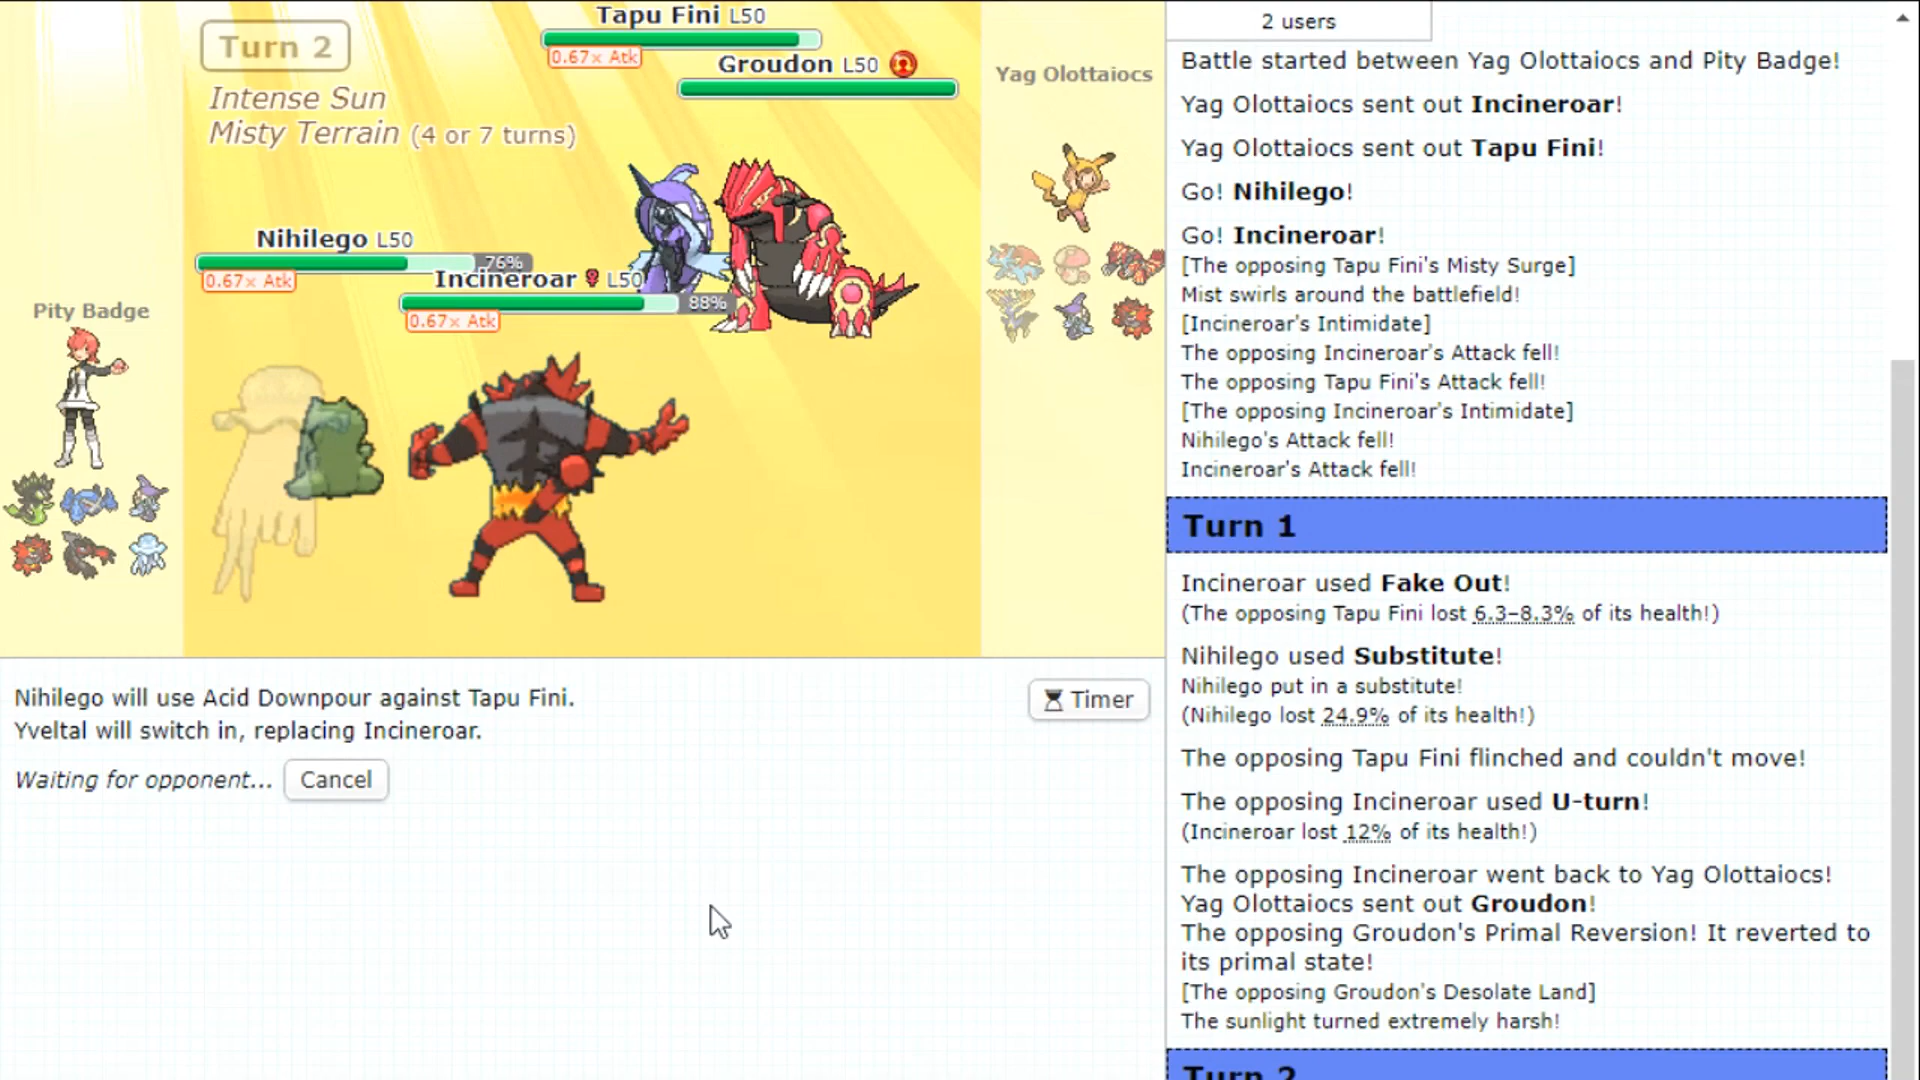 Turn 2
Intense Sun
Misty Terrain (4 or 7 turns)
Tapu Fini L50
0.67× Atk
Groudon L50
Nihilego L50
76%
0.67× Atk
Incineroar L50
88%
0.67× Atk
Pity Badge
Yag Olottaiocs
Nihilego will use Acid Downpour against Tapu Fini.
Yveltal will switch in, replacing Incineroar.
Waiting for opponent... Cancel
Timer
2 users
Battle started between Yag Olottaiocs and Pity Badge!
Yag Olottaiocs sent out Incineroar!
Yag Olottaiocs sent out Tapu Fini!
Go! Nihilego!
Go! Incineroar!
[The opposing Tapu Fini's Misty Surge]
Mist swirls around the battlefield!
[Incineroar's Intimidate]
The opposing Incineroar's Attack fell!
The opposing Tapu Fini's Attack fell!
[The opposing Incineroar's Intimidate]
Nihilego's Attack fell!
Incineroar's Attack fell!
Turn 1
Incineroar used Fake Out!
(The opposing Tapu Fini lost 6.3–8.3% of its health!)
Nihilego used Substitute!
Nihilego put in a substitute!
(Nihilego lost 24.9% of its health!)
The opposing Tapu Fini flinched and couldn't move!
The opposing Incineroar used U-turn!
(Incineroar lost 12% of its health!)
The opposing Incineroar went back to Yag Olottaiocs!
Yag Olottaiocs sent out Groudon!
The opposing Groudon's Primal Reversion! It reverted to
its primal state!
[The opposing Groudon's Desolate Land]
The sunlight turned extremely harsh!
Turn 2